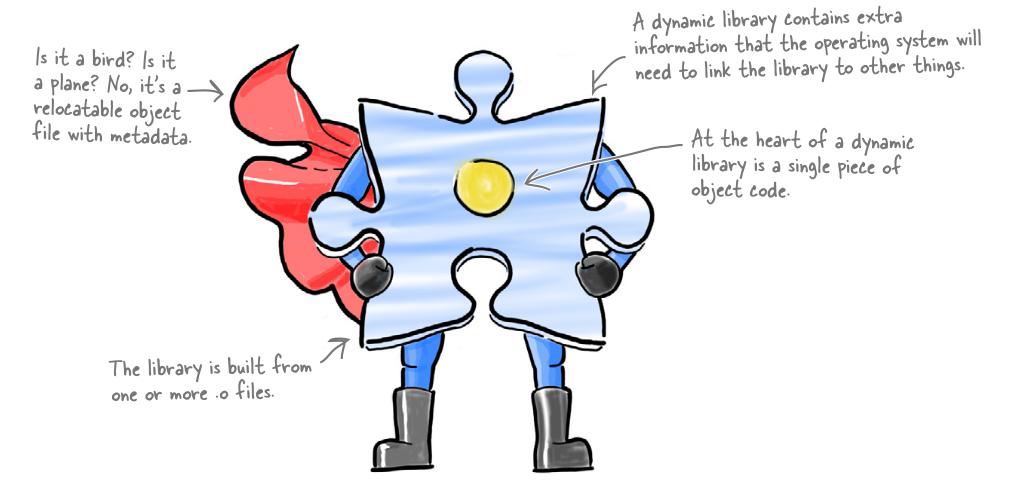 Is it a bird? Is it
a plane? No, it's a
relocatable object
file with metadata.
A dynamic library contains extra
information that the operating system will
need to link the library to other things.
At the heart of a dynamic
library is a single piece of
object code.
The library is built from
one or more .o files.